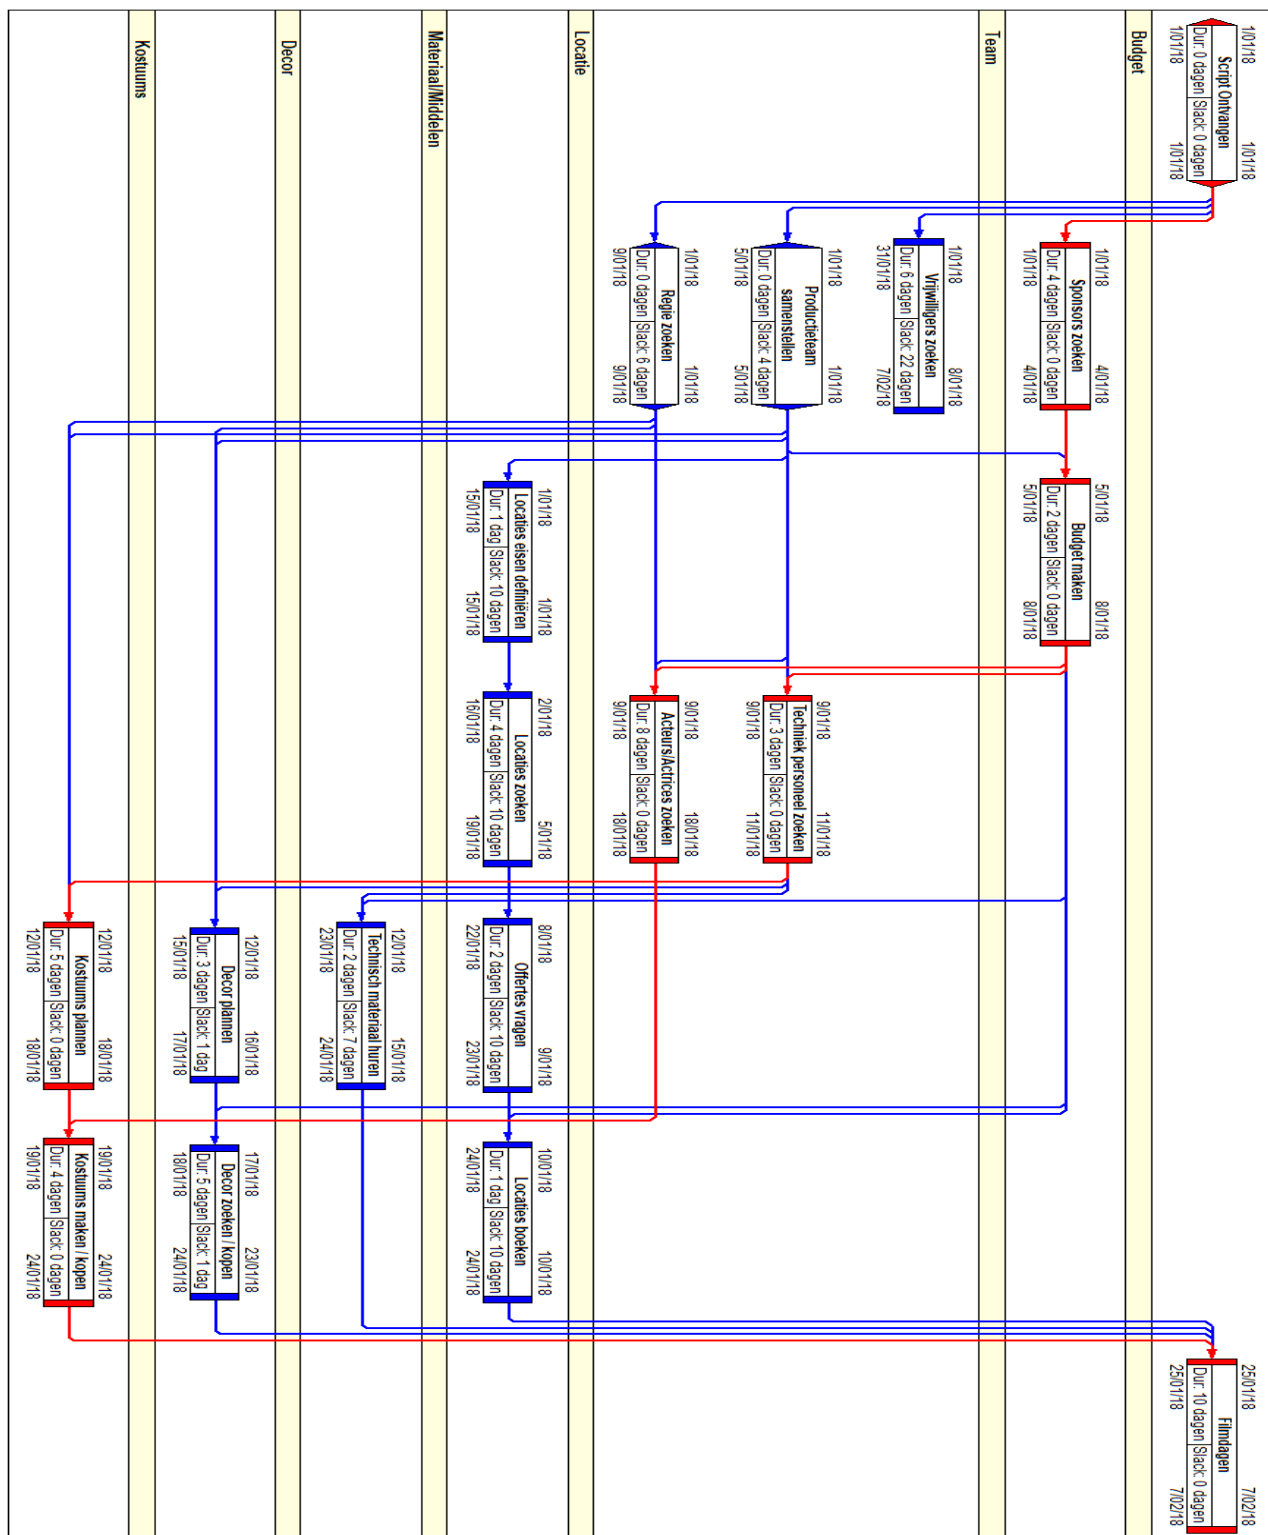 1/01/18 1/01/18
Script Ontvangen
Dur: 0 dagen Slack: 0 dagen
1/01/18 1/01/18
Budget
1/01/18 4/01/18
Sponsors zoeken
Dur: 4 dagen Slack: 0 dagen
1/01/18 4/01/18
5/01/18 8/01/18
Budget maken
Dur: 2 dagen Slack: 0 dagen
5/01/18 8/01/18
25/01/18 7/02/18
Filmdagen
Dur: 10 dagen Slack: 0 dagen
25/01/18 7/02/18
Team
1/01/18 8/01/18
Vrijwilligers zoeken
Dur: 6 dagen Slack: 22 dagen
31/01/18 7/02/18
1/01/18 1/01/18
Productieteam
samenstellen
Dur: 0 dagen Slack: 4 dagen
5/01/18 5/01/18
9/01/18 11/01/18
Techniek personeel zoeken
Dur: 3 dagen Slack: 0 dagen
9/01/18 11/01/18
1/01/18 1/01/18
Regie zoeken
Dur: 0 dagen Slack: 6 dagen
9/01/18 9/01/18
9/01/18 18/01/18
Acteurs/Actrices zoeken
Dur: 8 dagen Slack: 0 dagen
9/01/18 18/01/18
Locatie
1/01/18 1/01/18
Locaties eisen definiëren
Dur: 1 dag Slack: 10 dagen
15/01/18 15/01/18
2/01/18 5/01/18
Locaties zoeken
Dur: 4 dagen Slack: 10 dagen
16/01/18 19/01/18
8/01/18 9/01/18
Offertes vragen
Dur: 2 dagen Slack: 10 dagen
22/01/18 23/01/18
10/01/18 10/01/18
Locaties boeken
Dur: 1 dag Slack: 10 dagen
24/01/18 24/01/18
Materiaal/Middelen
12/01/18 15/01/18
Technisch materiaal huren
Dur: 2 dagen Slack: 7 dagen
23/01/18 24/01/18
Decor
12/01/18 16/01/18
Decor plannen
Dur: 3 dagen Slack: 1 dag
15/01/18 17/01/18
17/01/18 23/01/18
Decor zoeken / kopen
Dur: 5 dagen Slack: 1 dag
18/01/18 24/01/18
Kostuums
12/01/18 18/01/18
Kostuums plannen
Dur: 5 dagen Slack: 0 dagen
12/01/18 18/01/18
19/01/18 24/01/18
Kostuums maken / kopen
Dur: 4 dagen Slack: 0 dagen
19/01/18 24/01/18